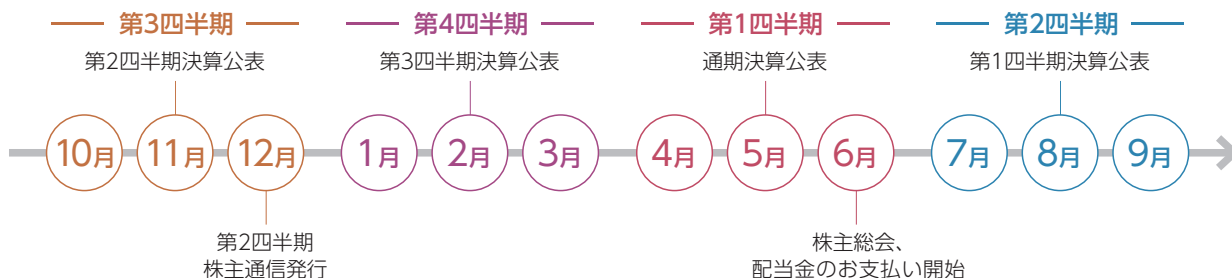 第3四半期
第2四半期決算公表
10月
11月
12月
第2四半期
株主通信発行
第4四半期
第3四半期決算公表
1月
2月
3月
第1四半期
通期決算公表
4月
5月
6月
株主総会、
配当金のお支払い開始
第2四半期
第1四半期決算公表
7月
8月
9月